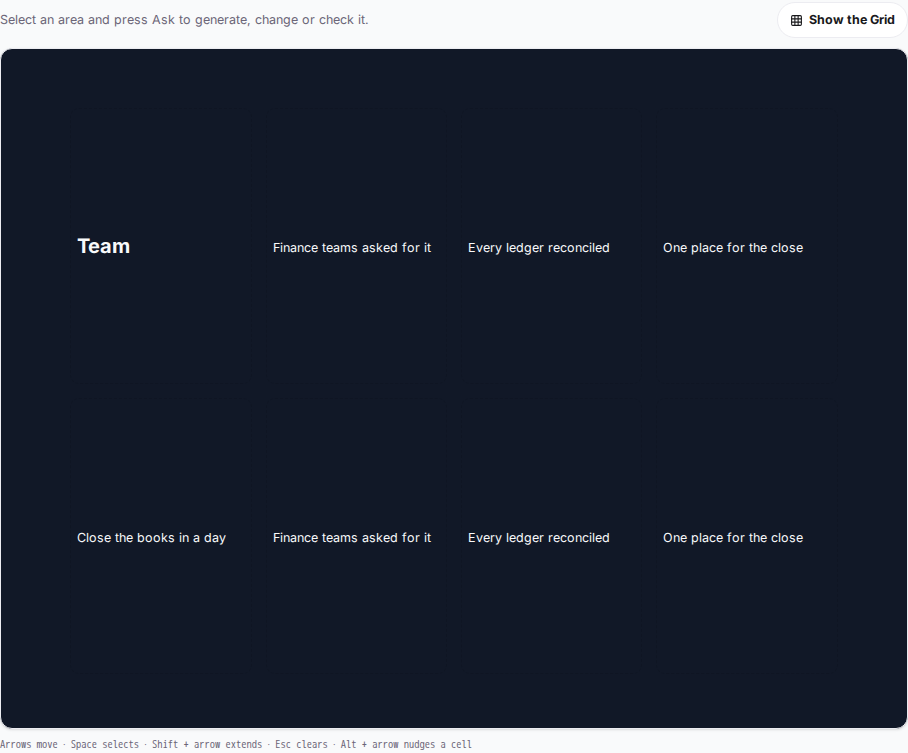 Select an area and press Ask to generate, change or check it.
Show the Grid
Team
Finance teams asked for it
Every ledger reconciled
One place for the close
Close the books in a day
Finance teams asked for it
Every ledger reconciled
One place for the close
Arrows move · Space selects · Shift + arrow extends · Esc clears · Alt + arrow nudges a cell